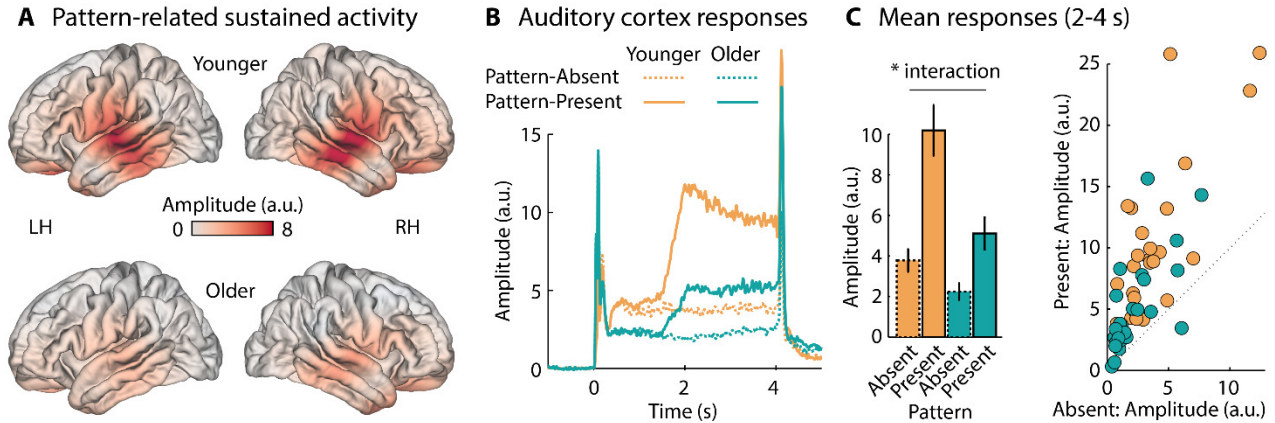 A Pattern-related sustained activity
Younger
Amplitude (a.u.)
0 8
LH RH
Older
B Auditory cortex responses
Younger Older
Pattern-Absent
Pattern-Present
15
10
5
0
0 2 4
Amplitude (a.u.)
Time (s)
C Mean responses (2-4 s)
* interaction
10
8
6
4
2
0
Amplitude (a.u.)
Absent Present Absent Present
Pattern
25
20
15
10
5
0
0 5 10
Present: Amplitude (a.u.)
Absent: Amplitude (a.u.)